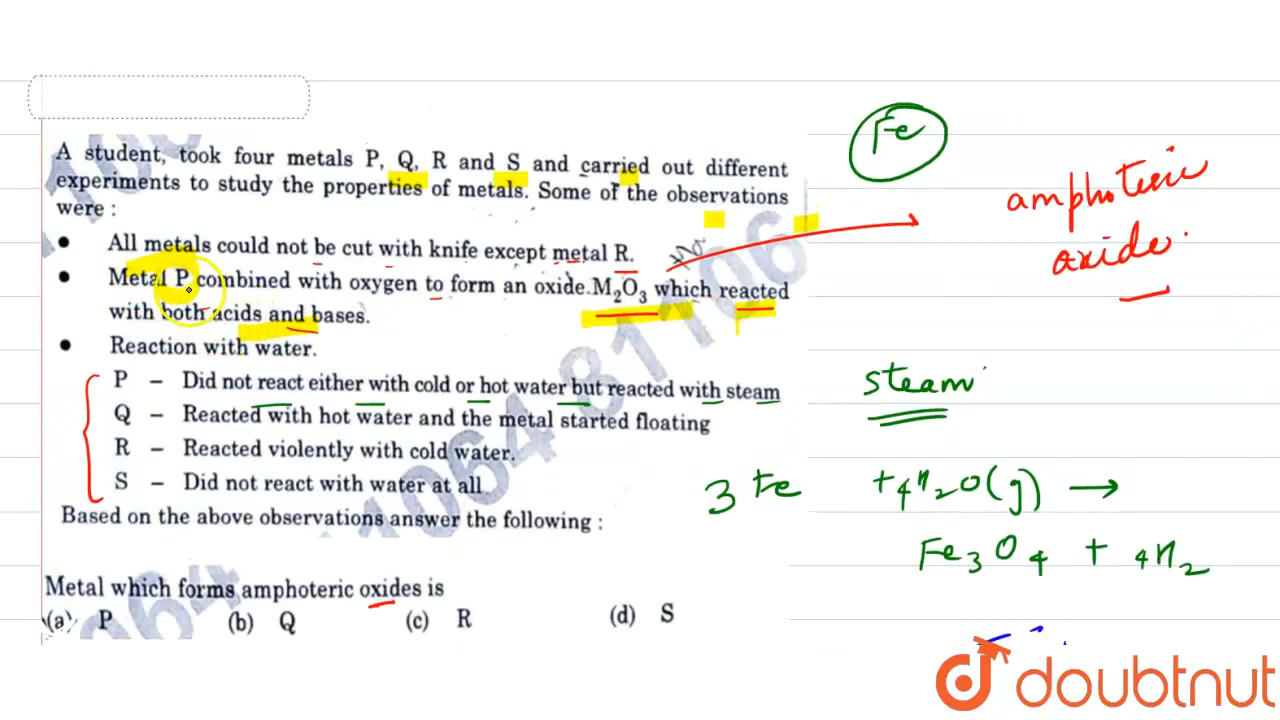 A student, took four metals P, Q, R and S and carried out different
experiments to study the properties of metals. Some of the observations
were :
● All metals could not be cut with knife except metal R.
● Metal P combined with oxygen to form an oxide.M₂O₃ which reacted
with both acids and bases.
● Reaction with water.
P – Did not react either with cold or hot water but reacted with steam
Q – Reacted with hot water and the metal started floating
R – Reacted violently with cold water.
S – Did not react with water at all
Based on the above observations answer the following :
Metal which forms amphoteric oxides is
(a) P (b) Q (c) R (d) S
Fe
amphoteric
oxide.
steam
3 Fe + 4H₂O(g) →
Fe₃O₄ + 4H₂
doubtnut
1064 811064